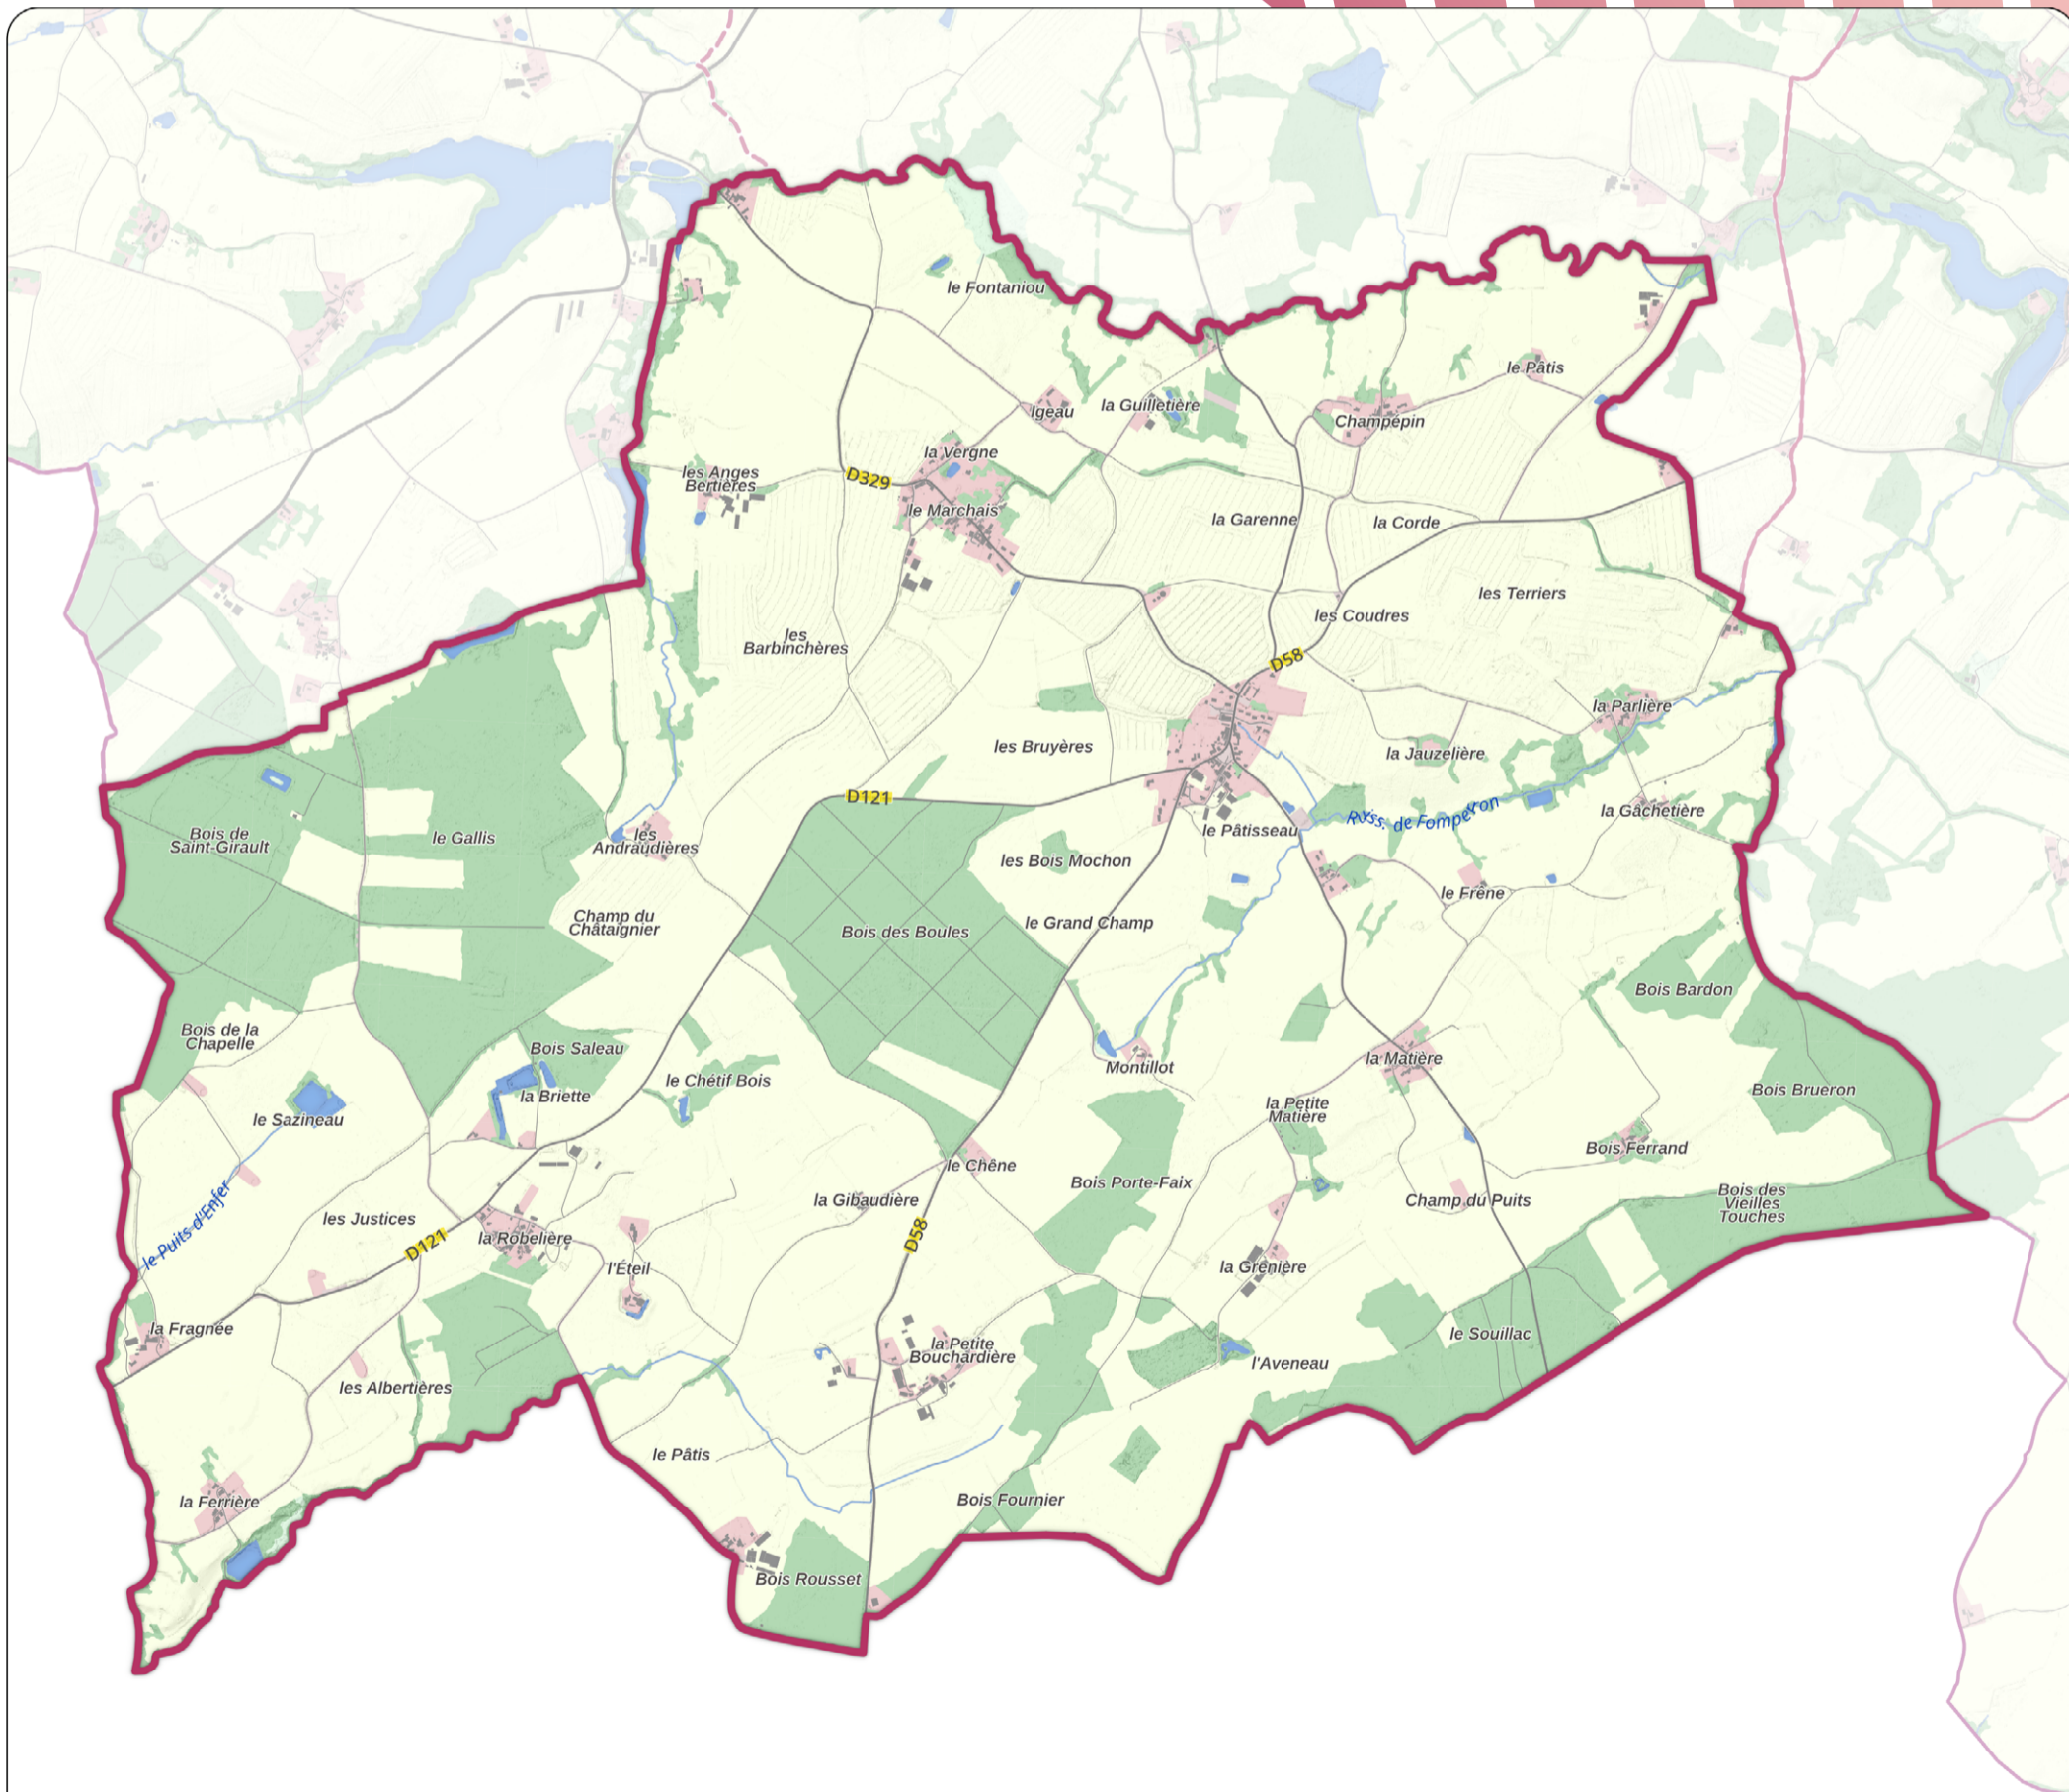 le Fontaniou
le Pâtis
Igeau
la Guilletière
Champépin
la Vergne
les Anges
Bertières
D329
le Marchais
la Garenne
la Corde
les Terriers
les Coudres
les
Barbinchères
D58
la Parlière
les Bruyères
la Jauzelière
D121
Ruiss. de Fompeyron
la Gâchetière
Bois de
Saint-Girault
le Gallis
les
Andraudières
le Pâtisseau
les Bois Mochon
le Frêne
Champ du
Châtaignier
Bois des Boules
le Grand Champ
Bois Bardon
Bois de la
Chapelle
Bois Saleau
le Chétif Bois
Montillot
la Matière
Bois Brueron
la Briette
la Petite
Matière
le Sazineau
Bois Ferrand
le Chêne
Bois Porte-Faix
la Gibaudière
Champ du Puits
Bois des
Vieilles
Touches
le Puits d'Enfer
les Justices
D121
la Robelière
D58
l'Éteil
la Grenière
la Fragnée
la Petite
Bouchardière
le Souillac
l'Aveneau
les Albertières
le Pâtis
la Ferrière
Bois Fournier
Bois Rousset